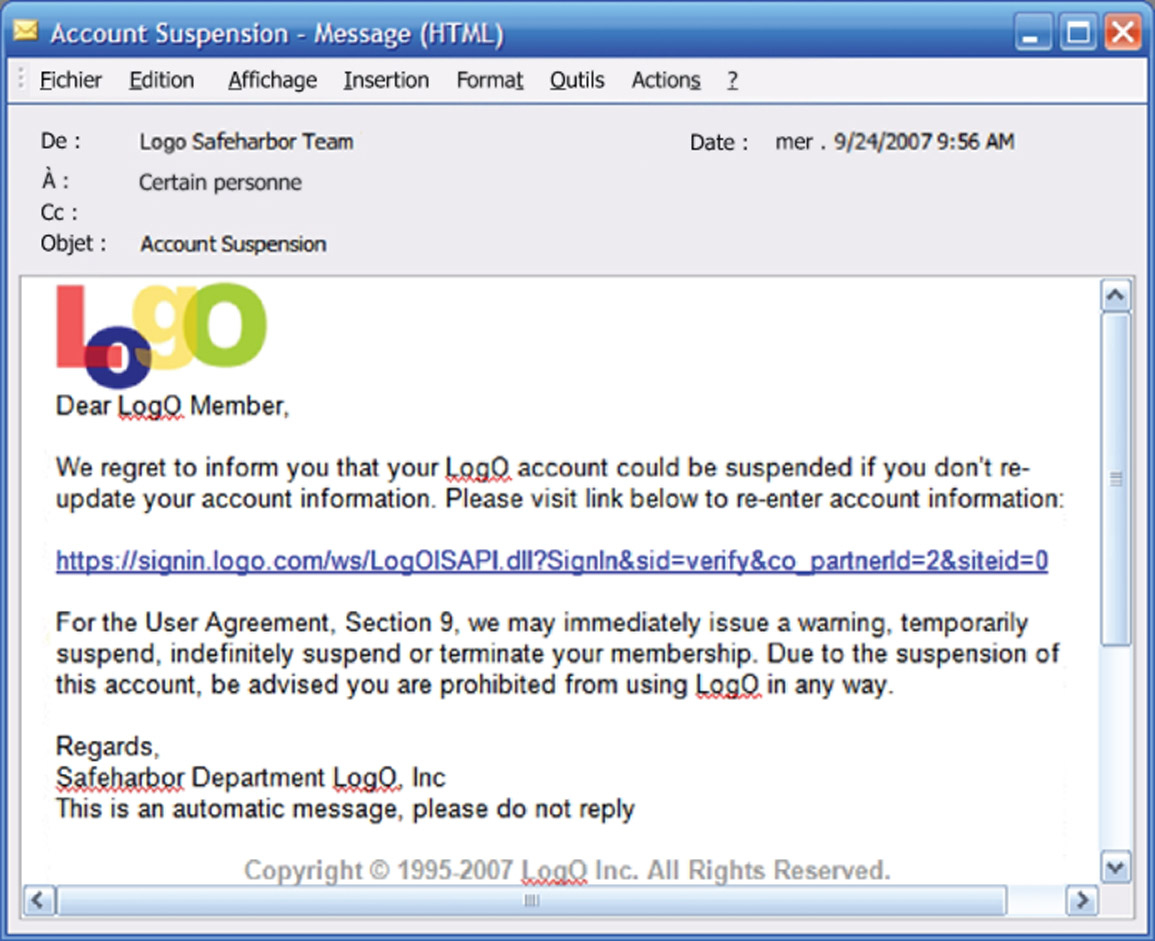 Account Suspension - Message (HTML)
Fichier Edition Affichage Insertion Format Outils Actions ?
De : Logo Safeharbor Team Date : mer . 9/24/2007 9:56 AM
À : Certain personne
Cc :
Objet : Account Suspension
LogO
Dear LogO Member,
We regret to inform you that your LogO account could be suspended if you don't re-
update your account information. Please visit link below to re-enter account information:
https://signin.logo.com/ws/LogOISAPI.dll?SignIn&sid=verify&co_partnerId=2&siteid=0
For the User Agreement, Section 9, we may immediately issue a warning, temporarily
suspend, indefinitely suspend or terminate your membership. Due to the suspension of
this account, be advised you are prohibited from using LogO in any way.
Regards,
Safeharbor Department LogO, Inc
This is an automatic message, please do not reply
Copyright © 1995-2007 LogO Inc. All Rights Reserved.